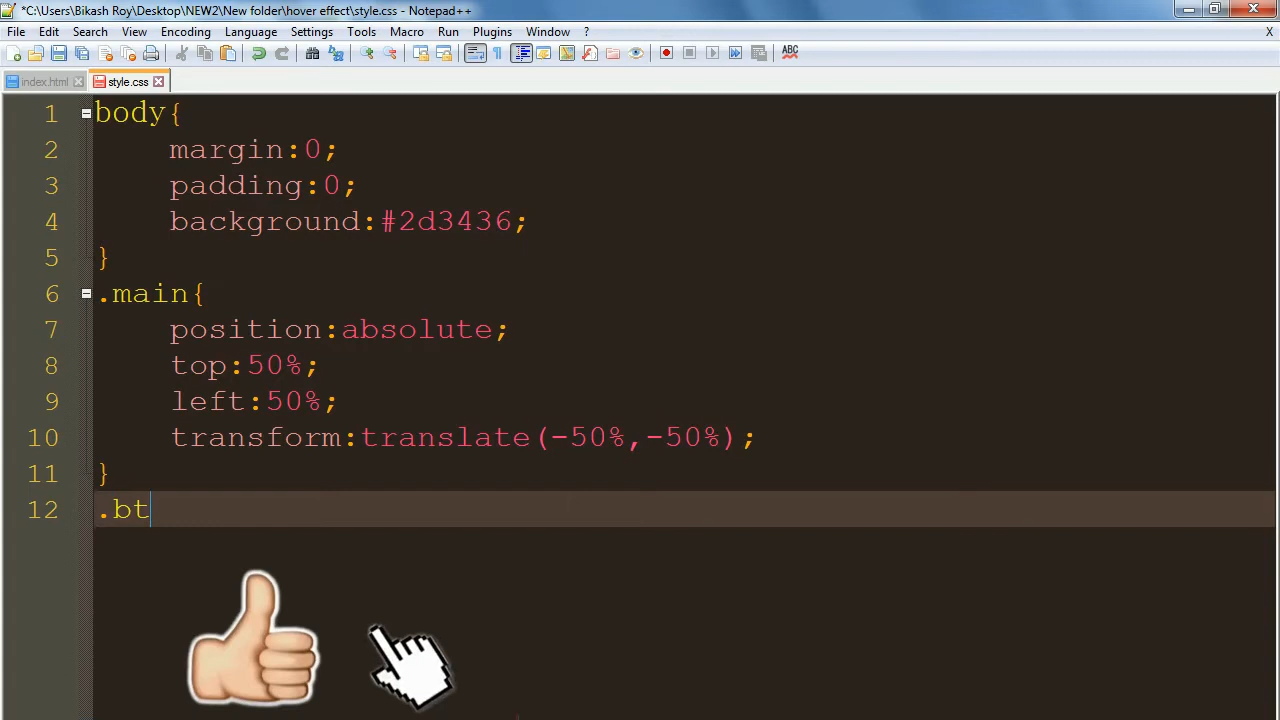 *C:\Users\Bikash Roy\Desktop\NEW2\New folder\hover effect\style.css - Notepad++
File Edit Search View Encoding Language Settings Tools Macro Run Plugins Window ? X
ABC
index.html style.css
1 body{
2 margin:0;
3 padding:0;
4 background:#2d3436;
5 }
6 .main{
7 position:absolute;
8 top:50%;
9 left:50%;
10 transform:translate(-50%,-50%);
11 }
12 .bt